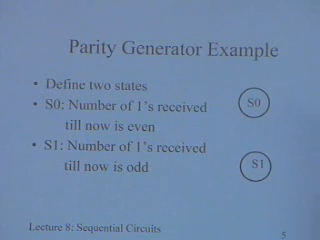 Parity Generator Example
• Define two states
• S0: Number of 1's received
till now is even
S0
• S1: Number of 1's received
till now is odd
S1
Lecture 8: Sequential Circuits
5